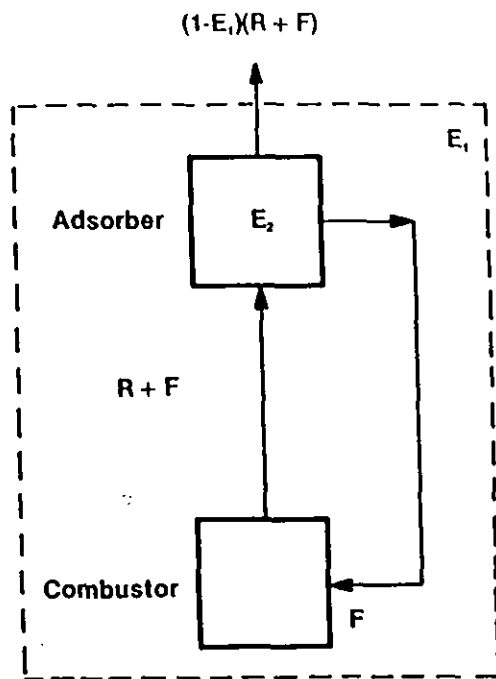 (1-E₁)(R + F)
E₁
Adsorber
E₂
R + F
Combustor
F